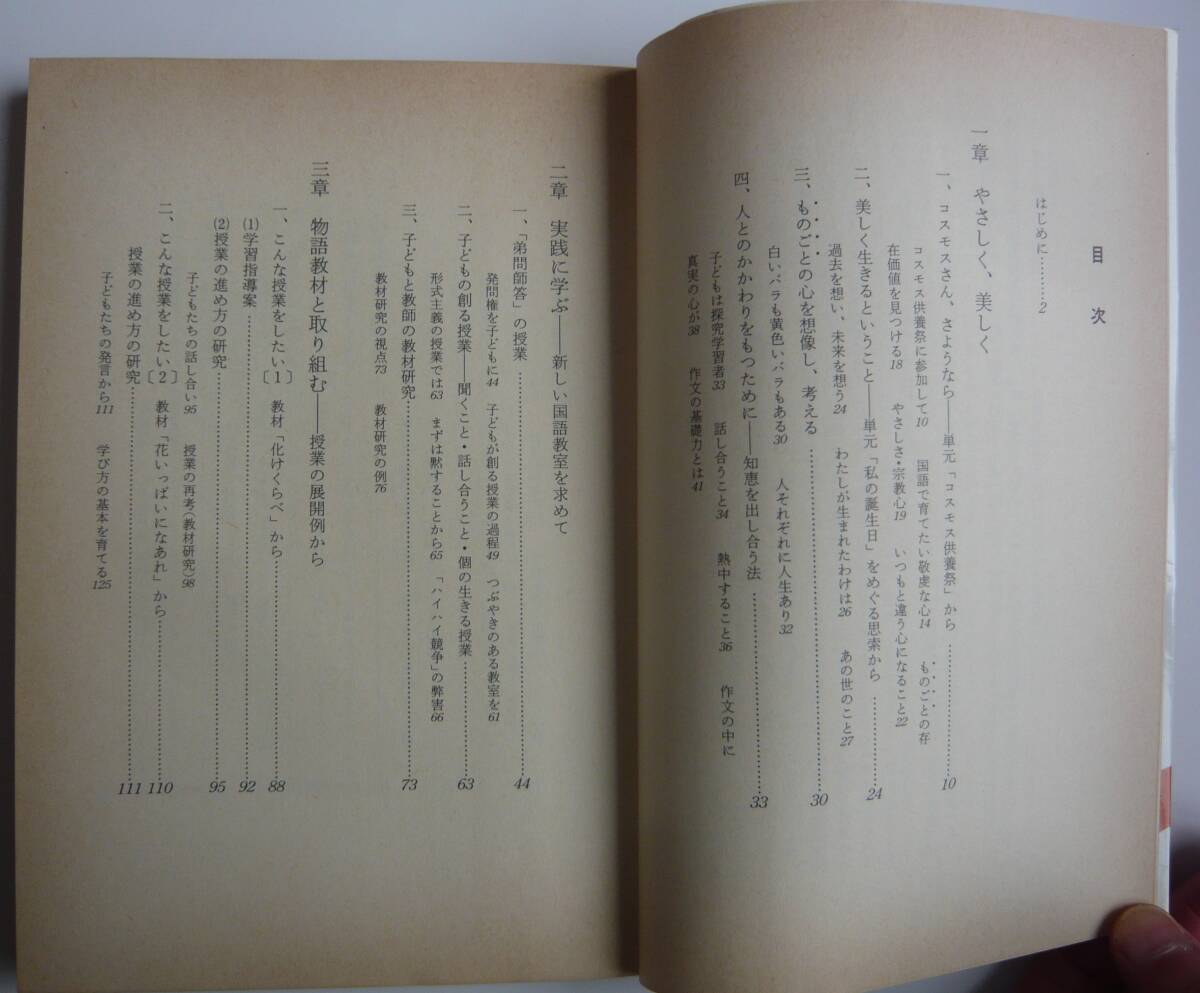 目次
はじめに………2
一章　やさしく、美しく
一、コスモスさん、さようなら――単元「コスモス供養祭」から………10
コスモス供養祭に参加して10　国語で育てたい敬虔な心14　ものごとの存
在価値を見つける18　やさしさ・宗教心19　いつもと違う心になること22
二、美しく生きるということ――単元「私の誕生日」をめぐる思索から………24
過去を想い、未来を想う24　わたしが生まれたわけは26　あの世のこと27
三、ものごとの心を想像し、考える………30
白いバラも黄色いバラもある30　人それぞれに人生あり32
四、人とのかかわりをもつために――知恵を出し合う法………33
子どもは探究学習者33　話し合うこと34　熱中すること36　作文の中に
真実の心が38　作文の基礎力とは41
二章　実践に学ぶ――新しい国語教室を求めて
一、「弟問師答」の授業………44
発問権を子どもに44　子どもが創る授業の過程49　つぶやきのある教室を61
二、子どもの創る授業――聞くこと・話し合うこと・個の生きる授業………63
形式主義の授業では63　まずは黙することから65　「ハイハイ競争」の弊害66
三、子どもと教師の教材研究………73
教材研究の視点73　教材研究の例76
三章　物語教材と取り組む――授業の展開例から
一、こんな授業をしたい〔1〕　教材「化けくらべ」から………88
(1)学習指導案………92
(2)授業の進め方の研究………95
子どもたちの話し合い95　授業の再考(教材研究)98
二、こんな授業をしたい〔2〕　教材「花いっぱいになあれ」から………110
授業の進め方の研究………111
子どもたちの発言から111　学び方の基本を育てる125